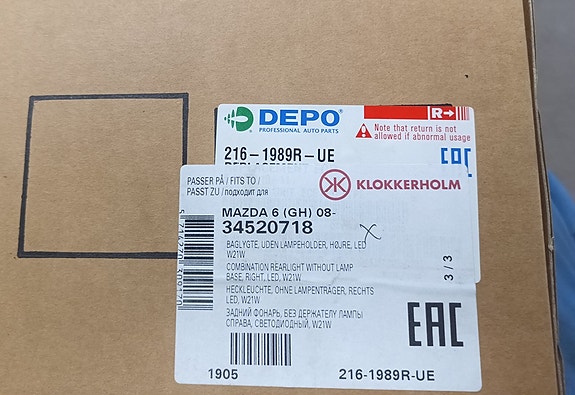 DEPO®
PROFESSIONAL AUTO PARTS
R
Note that return is not
allowed if abnormal usage
216-1989R-UE
PASSER PÅ / FITS TO /
PASST ZU / подходит для
KLOKKERHOLM
MAZDA 6 (GH) 08-
34520718
BAGLYGTE, UDEN LAMPEHOLDER, HØJRE, LED
W21W
COMBINATION REARLIGHT WITHOUT LAMP
BASE, RIGHT, LED, W21W
HECKLEUCHTE, OHNE LAMPENTRÄGER, RECHTS
LED, W21W
ЗАДНИЙ ФОНАРЬ, БЕЗ ДЕРЖАТЕЛЯ ЛАМПЫ
СПРАВА, СВЕТОДИОДНЫЙ, W21W
3 / 3
EAC
1905
216-1989R-UE